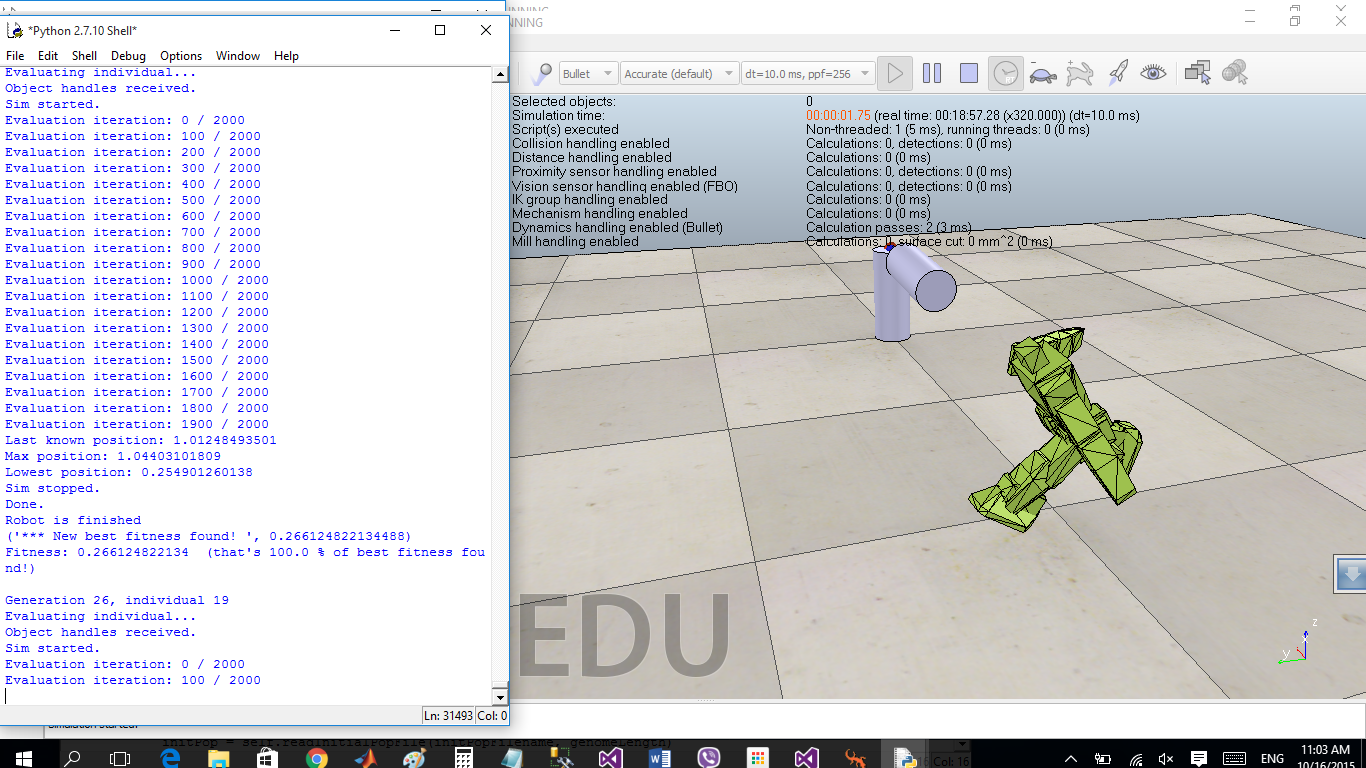 NNING
*Python 2.7.10 Shell*
NNING
File Edit Shell Debug Options Window Help
Bullet Accurate (default) dt=10.0 ms, ppf=256
Evaluating individual...
Object handles received.
Sim started.
Evaluation iteration: 0 / 2000
Evaluation iteration: 100 / 2000
Evaluation iteration: 200 / 2000
Evaluation iteration: 300 / 2000
Evaluation iteration: 400 / 2000
Evaluation iteration: 500 / 2000
Evaluation iteration: 600 / 2000
Evaluation iteration: 700 / 2000
Evaluation iteration: 800 / 2000
Evaluation iteration: 900 / 2000
Evaluation iteration: 1000 / 2000
Evaluation iteration: 1100 / 2000
Evaluation iteration: 1200 / 2000
Evaluation iteration: 1300 / 2000
Evaluation iteration: 1400 / 2000
Evaluation iteration: 1500 / 2000
Evaluation iteration: 1600 / 2000
Evaluation iteration: 1700 / 2000
Evaluation iteration: 1800 / 2000
Evaluation iteration: 1900 / 2000
Last known position: 1.01248493501
Max position: 1.04403101809
Lowest position: 0.254901260138
Sim stopped.
Done.
Robot is finished
('*** New best fitness found! ', 0.266124822134488)
Fitness: 0.266124822134  (that's 100.0 % of best fitness fou
nd!)
Generation 26, individual 19
Evaluating individual...
Object handles received.
Sim started.
Evaluation iteration: 0 / 2000
Evaluation iteration: 100 / 2000
Ln: 31493 Col: 0
Selected objects: 0
Simulation time: 00:00:01.75 (real time: 00:18:57.28 (x320.000)) (dt=10.0 ms)
Script(s) executed Non-threaded: 1 (5 ms), running threads: 0 (0 ms)
Collision handling enabled Calculations: 0, detections: 0 (0 ms)
Distance handling enabled Calculations: 0 (0 ms)
Proximity sensor handling enabled Calculations: 0, detections: 0 (0 ms)
Vision sensor handling enabled (FBO) Calculations: 0, detections: 0 (0 ms)
IK group handling enabled Calculations: 0 (0 ms)
Mechanism handling enabled Calculations: 0 (0 ms)
Dynamics handling enabled (Bullet) Calculation passes: 2 (3 ms)
Mill handling enabled Calculations: 0, surface cut: 0 mm^2 (0 ms)
EDU
z
y
Simulation started.
initPop = self.readInitialPopFile(initPopFilename, genomeLength)
Col: 16
ENG
11:03 AM
10/16/2015